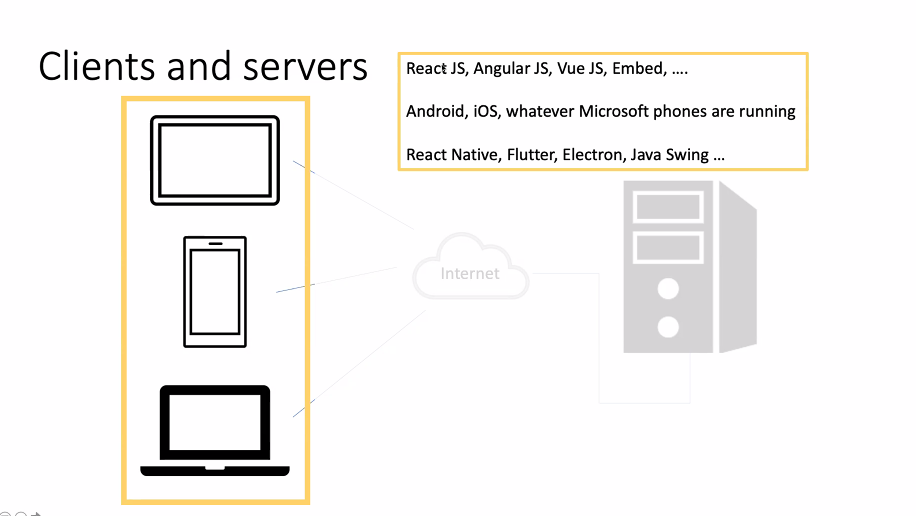 Clients and servers
React JS, Angular JS, Vue JS, Embed, ....
Android, iOS, whatever Microsoft phones are running
React Native, Flutter, Electron, Java Swing ...
Internet